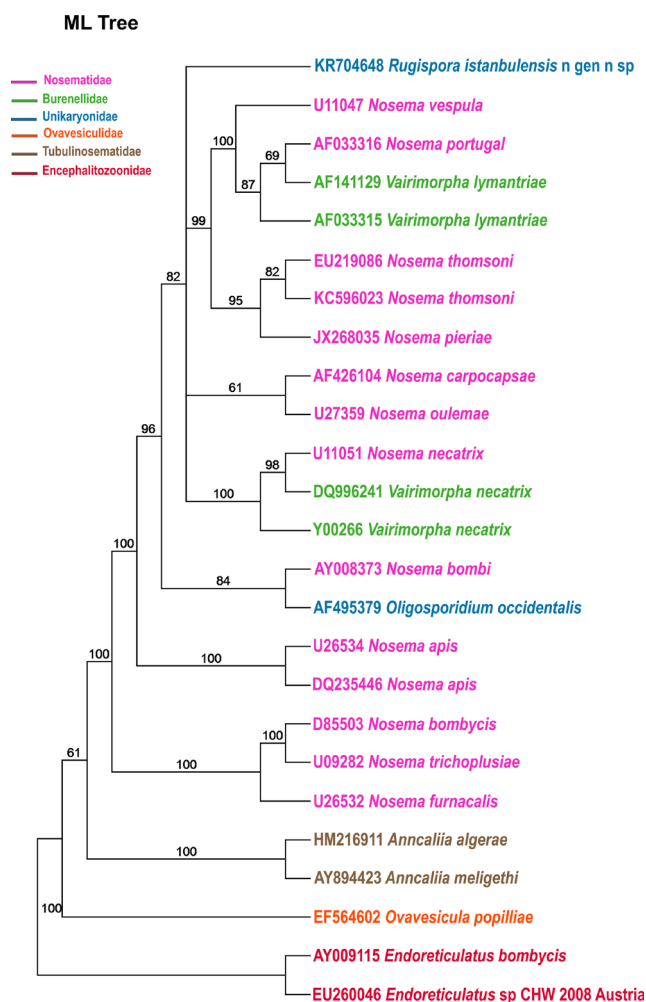 ML Tree
Nosematidae
Burenellidae
Unikaryonidae
Ovavesiculidae
Tubulinosematidae
Encephalitozoonidae
KR704648 Rugispora istanbulensis n gen n sp
U11047 Nosema vespula
100
AF033316 Nosema portugal
69
AF141129 Vairimorpha lymantriae
87
AF033315 Vairimorpha lymantriae
99
EU219086 Nosema thomsoni
82
82
KC596023 Nosema thomsoni
95
JX268035 Nosema pieriae
AF426104 Nosema carpocapsae
61
U27359 Nosema oulemae
96
U11051 Nosema necatrix
98
DQ996241 Vairimorpha necatrix
100
Y00266 Vairimorpha necatrix
100
AY008373 Nosema bombi
84
AF495379 Oligosporidium occidentalis
U26534 Nosema apis
100
100
DQ235446 Nosema apis
D85503 Nosema bombycis
100
U09282 Nosema trichoplusiae
61
100
U26532 Nosema furnacalis
HM216911 Anncaliia algerae
100
AY894423 Anncaliia meligethi
100
EF564602 Ovavesicula popilliae
AY009115 Endoreticulatus bombycis
EU260046 Endoreticulatus sp CHW 2008 Austria